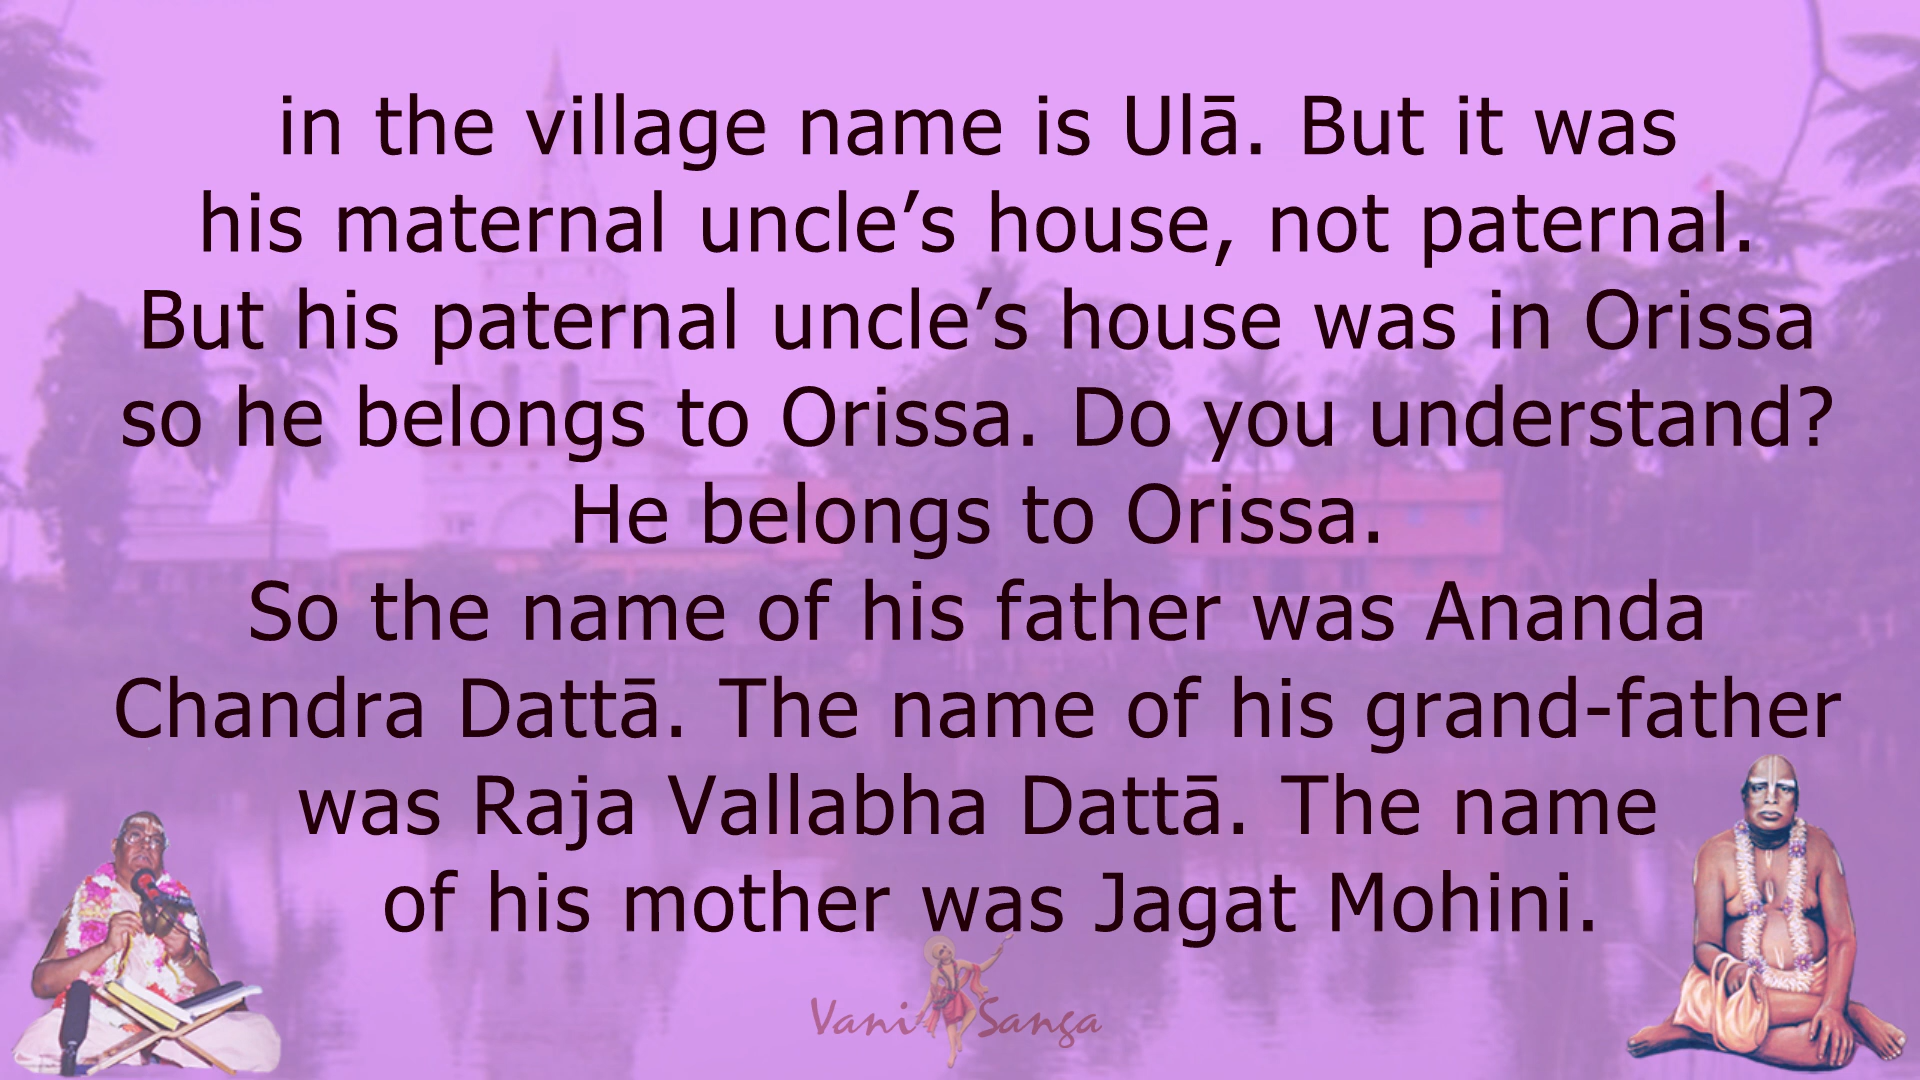 in the village name is Ulā. But it was
his maternal uncle’s house, not paternal.
But his paternal uncle’s house was in Orissa
so he belongs to Orissa. Do you understand?
He belongs to Orissa.
So the name of his father was Ananda
Chandra Dattā. The name of his grand-father
was Raja Vallabha Dattā. The name
of his mother was Jagat Mohini.
Vani Sanga